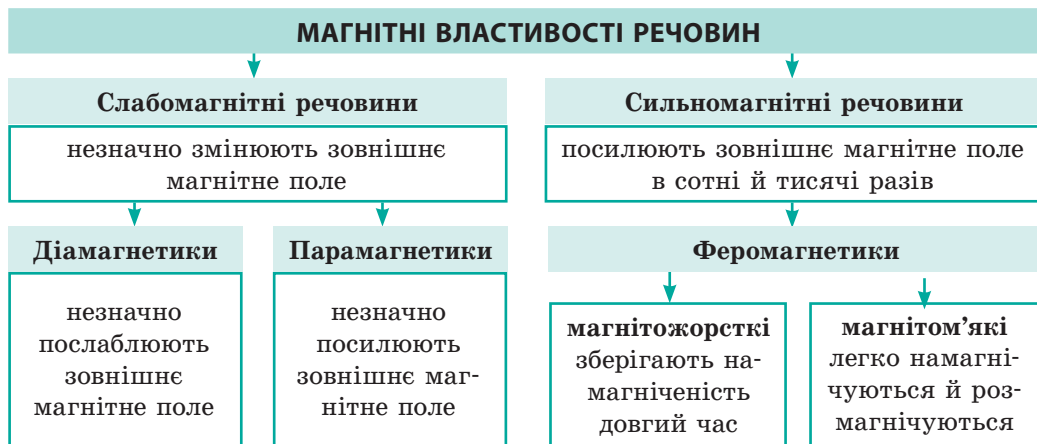 МАГНІТНІ ВЛАСТИВОСТІ РЕЧОВИН
Слабомагнітні речовини
незначно змінюють зовнішнє
магнітне поле
Сильномагнітні речовини
посилюють зовнішнє магнітне поле
в сотні й тисячі разів
Діамагнетики
незначно
послаблюють
зовнішнє
магнітне поле
Парамагнетики
незначно
посилюють
зовнішнє маг-
нітне поле
Феромагнетики
магнітожорсткі
зберігають на-
магніченість
довгий час
магнітом’які
легко намагні-
чуються й роз-
магнічуються